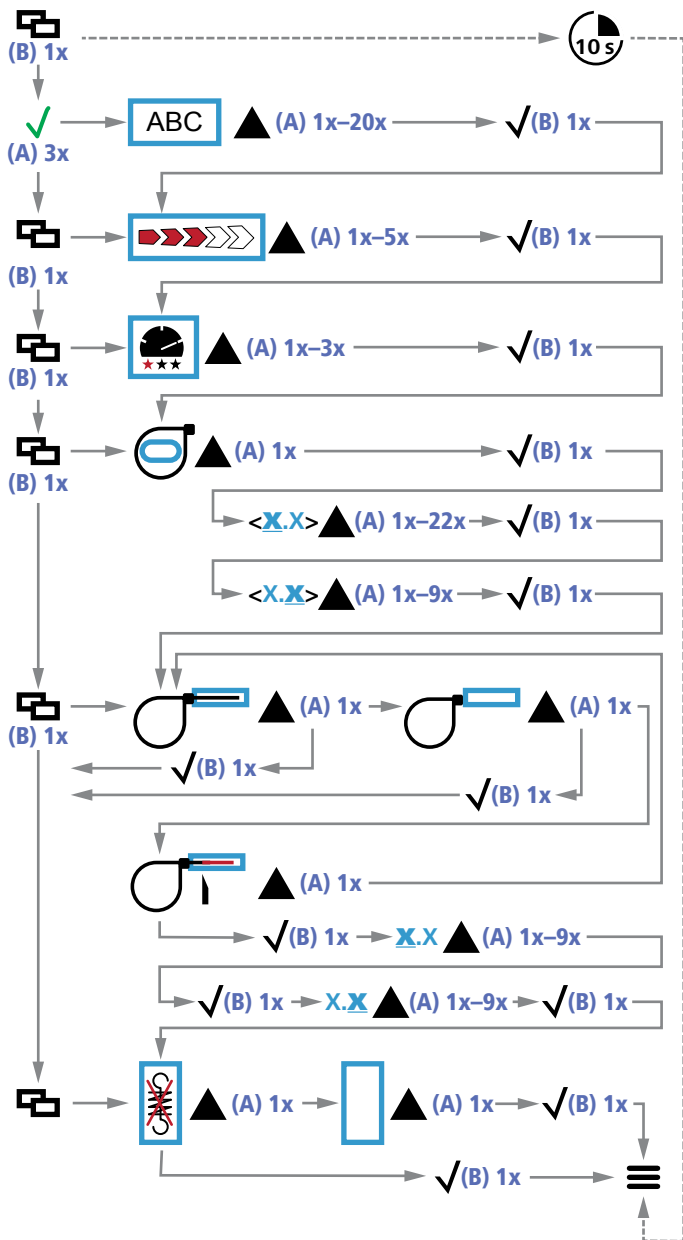 (B) 1x
10 s
ABC (A) 1x–20x (B) 1x
(A) 3x
(A) 1x–5x (B) 1x
(B) 1x
(A) 1x–3x (B) 1x
(B) 1x
(A) 1x (B) 1x
(B) 1x
<X.X> (A) 1x–22x (B) 1x
<X.X> (A) 1x–9x (B) 1x
(A) 1x (A) 1x
(B) 1x
(B) 1x
(B) 1x
(A) 1x
(B) 1x X.X (A) 1x–9x
(B) 1x X.X (A) 1x–9x (B) 1x
(A) 1x (A) 1x (B) 1x
(B) 1x